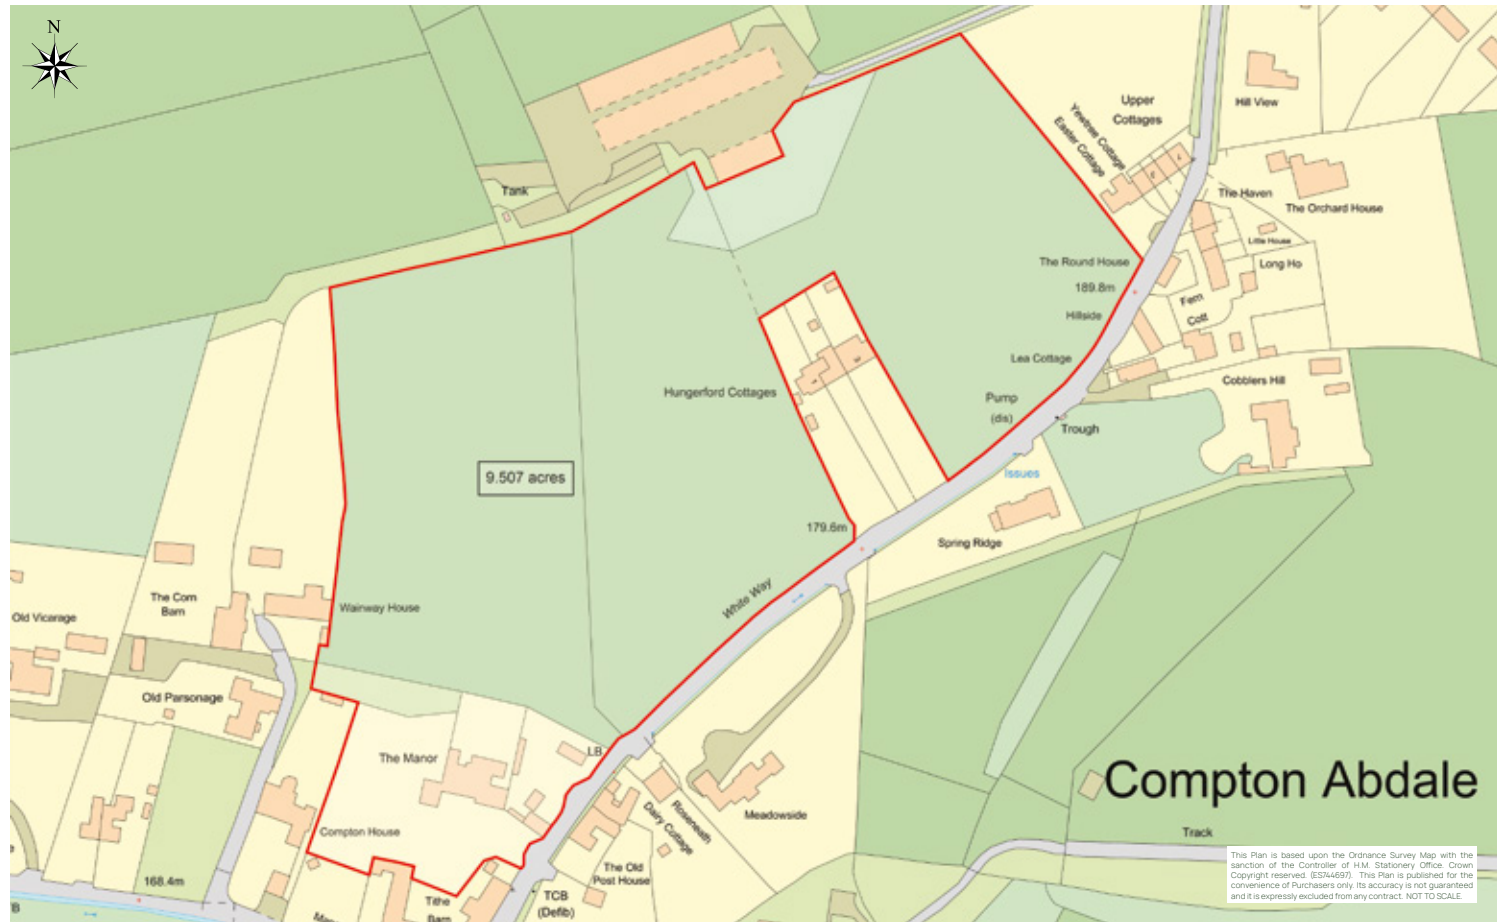 N
Tank
Upper
Cottages
Hill View
Yewtree Cottage
Easter Cottage
The Haven
The Orchard House
Little House
Long Ho
The Round House
189.8m
Fern
Cott
Hillside
Lea Cottage
Cobblers Hill
Hungerford Cottages
Pump
(dis)
Trough
Issues
9.507 acres
179.6m
Spring Ridge
White Way
The Corn
Barn
Wainway House
Old Vicarage
Old Parsonage
The Manor
LB
Compton Abdale
Meadowside
Roseneath
Dairy Cottage
Compton House
Track
The Old
Post House
168.4m
TCB
(Defib)
Tithe
Barn
This Plan is based upon the Ordnance Survey Map with the
sanction of the Controller of H.M. Stationery Office. Crown
Copyright reserved. (ES744697). This Plan is published for the
convenience of Purchasers only. Its accuracy is not guaranteed
and it is expressly excluded from any contract. NOT TO SCALE.